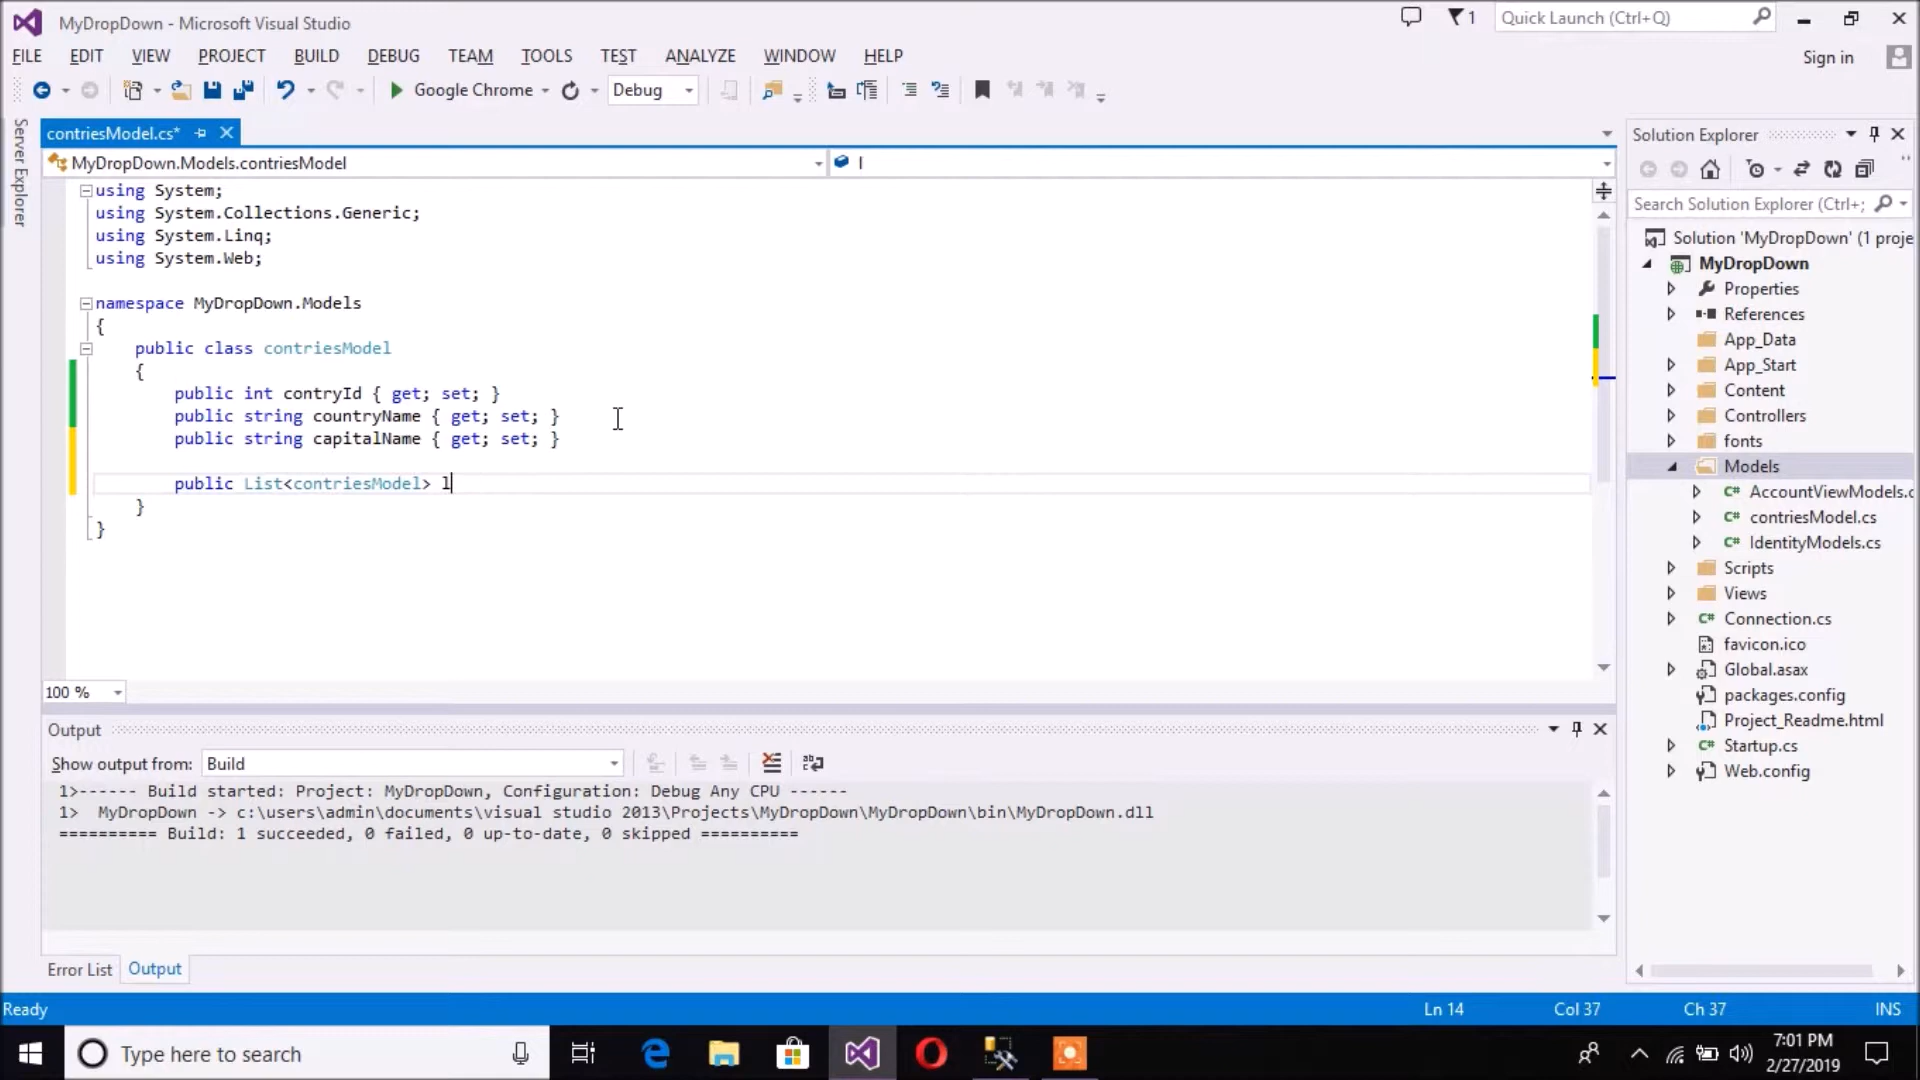 MyDropDown - Microsoft Visual Studio
1
Quick Launch (Ctrl+Q)
FILE EDIT VIEW PROJECT BUILD DEBUG TEAM TOOLS TEST ANALYZE WINDOW HELP
Sign in
Google Chrome
Debug
Server Explorer
contriesModel.cs*
MyDropDown.Models.contriesModel
l
using System;
using System.Collections.Generic;
using System.Linq;
using System.Web;
namespace MyDropDown.Models
{
public class contriesModel
{
public int contryId { get; set; }
public string countryName { get; set; }
public string capitalName { get; set; }
public List<contriesModel> l
}
}
100 %
Output
Show output from: Build
1>------ Build started: Project: MyDropDown, Configuration: Debug Any CPU ------
1>  MyDropDown -> c:\users\admin\documents\visual studio 2013\Projects\MyDropDown\MyDropDown\bin\MyDropDown.dll
========== Build: 1 succeeded, 0 failed, 0 up-to-date, 0 skipped ==========
Error List
Output
Solution Explorer
Search Solution Explorer (Ctrl+;
Solution 'MyDropDown' (1 proje
MyDropDown
Properties
References
App_Data
App_Start
Content
Controllers
fonts
Models
C# AccountViewModels.c
C# contriesModel.cs
C# IdentityModels.cs
Scripts
Views
C# Connection.cs
favicon.ico
Global.asax
packages.config
Project_Readme.html
C# Startup.cs
Web.config
Ready
Ln 14
Col 37
Ch 37
INS
Type here to search
7:01 PM
2/27/2019